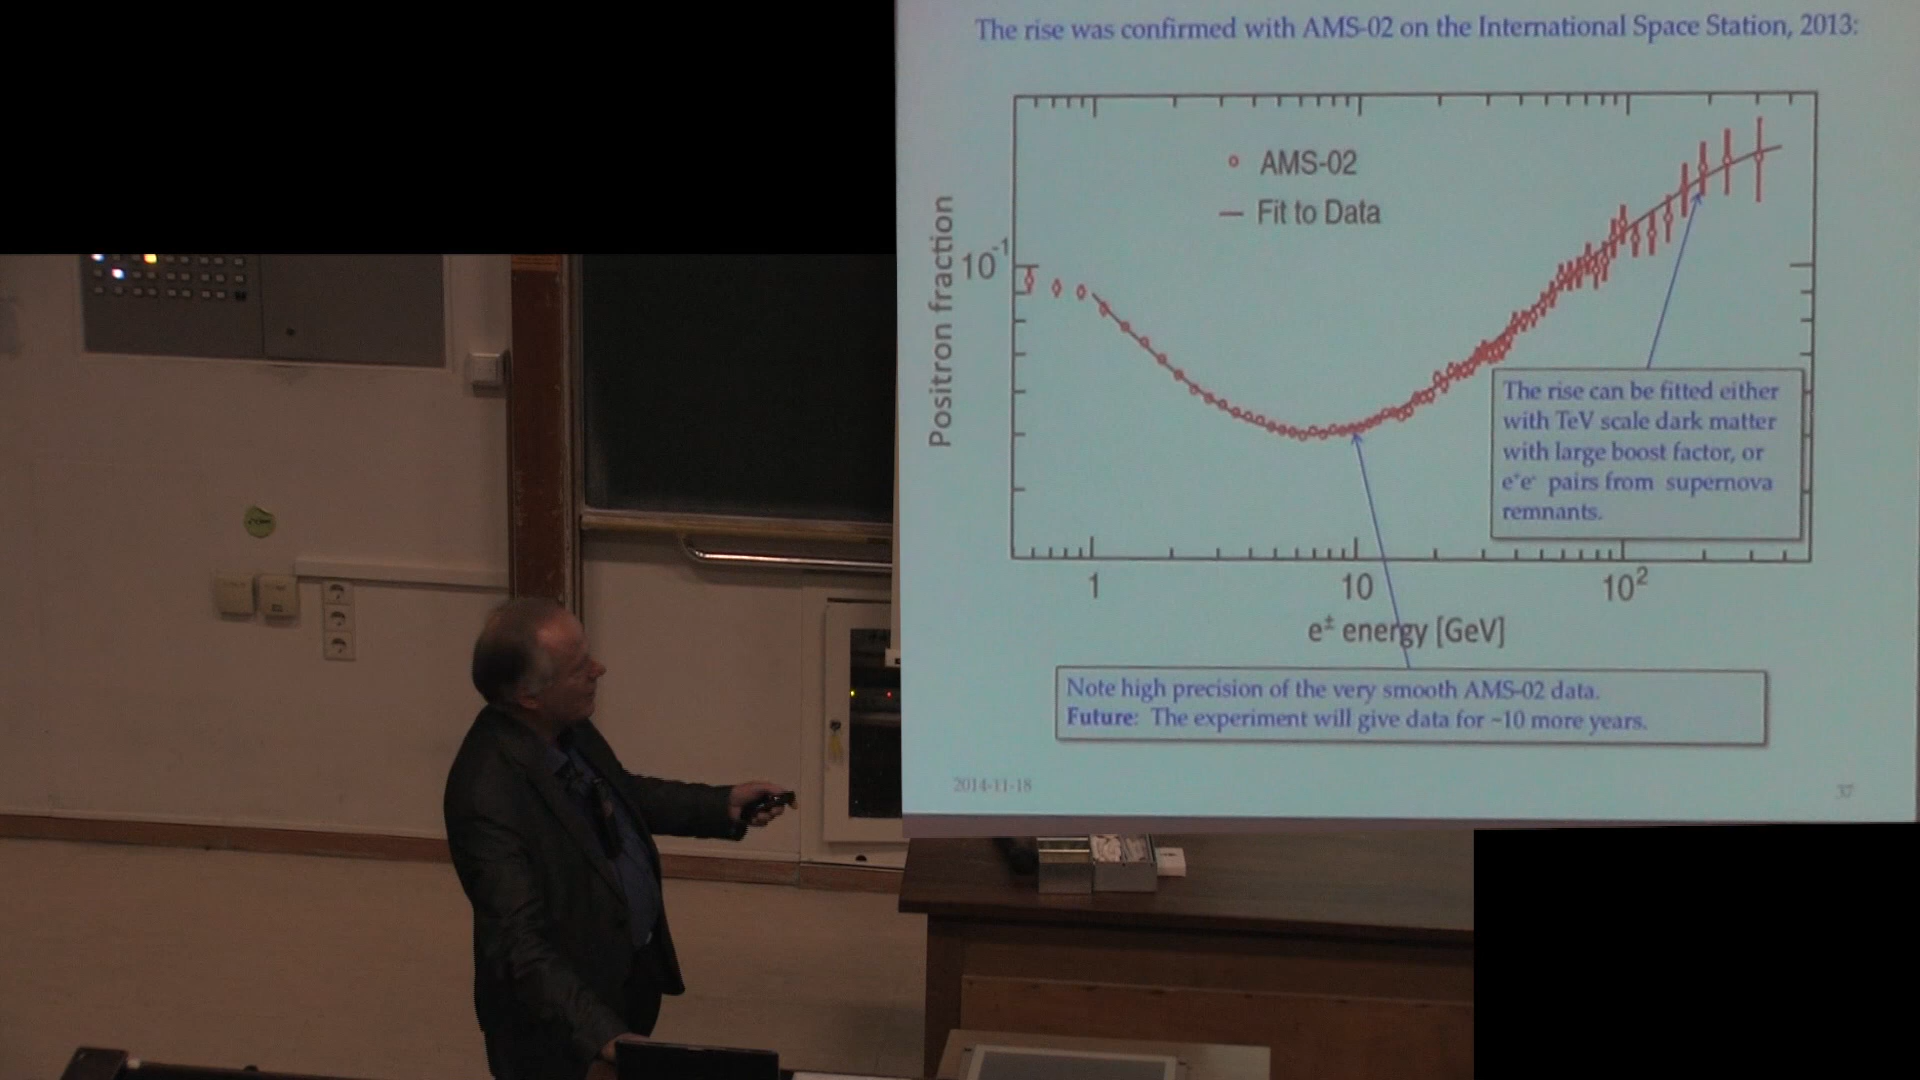 The rise was confirmed with AMS-02 on the International Space Station, 2013:
AMS-02
Fit to Data
Positron fraction
10⁻¹
The rise can be fitted either
with TeV scale dark matter
with large boost factor, or
e⁺e⁻ pairs from supernova
remnants.
1 10 10²
e± energy [GeV]
Note high precision of the very smooth AMS-02 data.
Future: The experiment will give data for ~10 more years.
2014-11-18 37